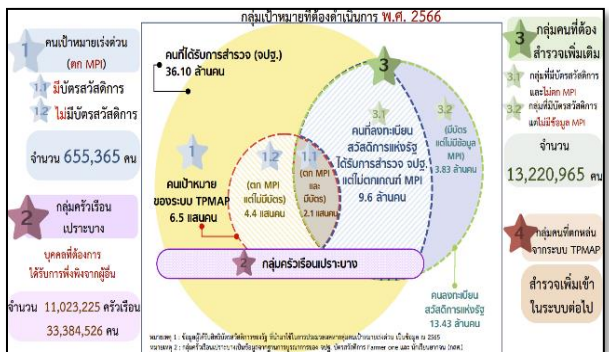 กลุ่มเป้าหมายที่ต้องดำเนินการ พ.ศ. 2566
1
คนเป้าหมายเร่งด่วน
(ตก MPI)
1.1 มีบัตรสวัสดิการ
1.2 ไม่มีบัตรสวัสดิการ
จำนวน 655,365 คน
2
กลุ่มครัวเรือน
เปราะบาง
บุคคลที่ต้องการ
ได้รับการพึ่งพิงจากผู้อื่น
จำนวน 11,023,225 ครัวเรือน
33,384,526 คน
คนที่ได้รับการสำรวจ (จปฐ.)
36.10 ล้านคน
1
คนเป้าหมาย
ของระบบ TPMAP
6.5 แสนคน
1.2
(ตก MPI
แต่ไม่มีบัตร)
4.4 แสนคน
1.1
(ตก MPI
และ
มีบัตร)
2.1 แสนคน
3
3.1
คนที่ลงทะเบียน
สวัสดิการแห่งรัฐ
ได้รับการสำรวจ จปฐ.
แต่ไม่ตกเกณฑ์ MPI
9.6 ล้านคน
3.2
(มีบัตร
แต่ไม่มีข้อมูล
MPI)
3.83 ล้านคน
2 กลุ่มครัวเรือนเปราะบาง
คนลงทะเบียน
สวัสดิการแห่งรัฐ
13.43 ล้านคน
3
กลุ่มคนที่ต้อง
สำรวจเพิ่มเติม
3.1 กลุ่มที่มีบัตรสวัสดิการ
และไม่ตก MPI
3.2 กลุ่มที่มีบัตรสวัสดิการ
แต่ไม่มีข้อมูล MPI
จำนวน
13,220,965 คน
4
กลุ่มคนที่ตกหล่น
จากระบบ TPMAP
สำรวจเพิ่มเข้า
ในระบบต่อไป